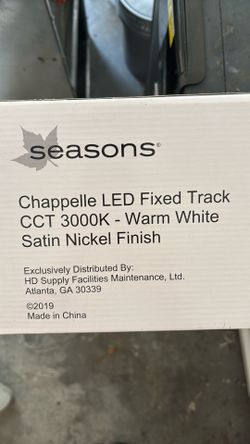 seasons®
Chappelle LED Fixed Track
CCT 3000K - Warm White
Satin Nickel Finish
Exclusively Distributed By:
HD Supply Facilities Maintenance, Ltd.
Atlanta, GA 30339
©2019
Made in China